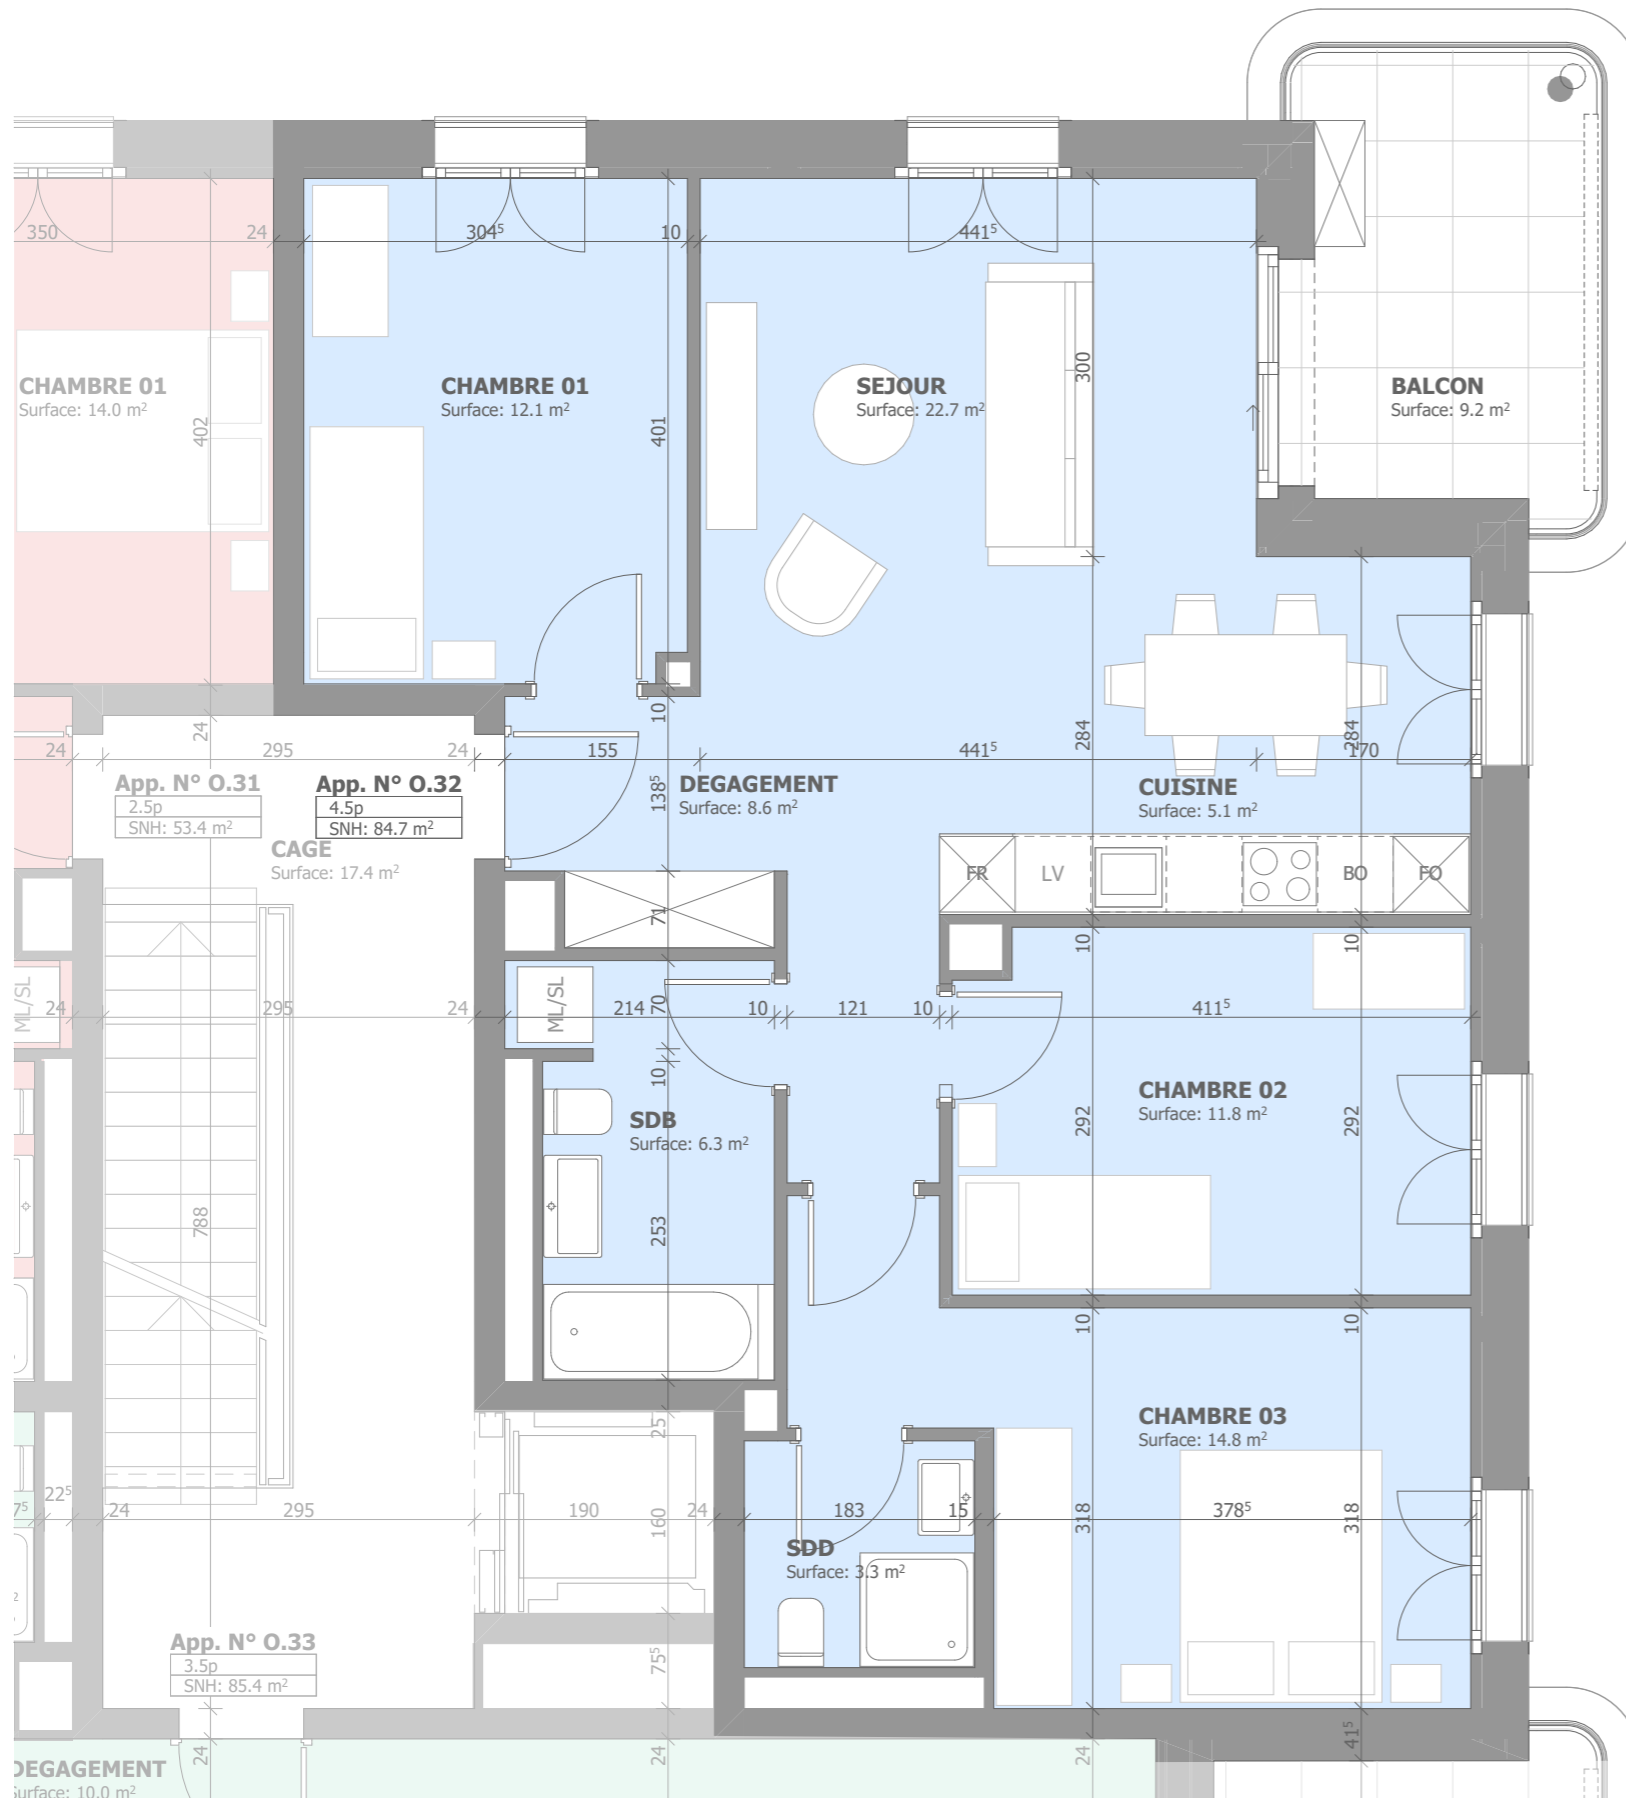 350
24
304⁵
10
441⁵
CHAMBRE 01
Surface: 14.0 m²
402
CHAMBRE 01
Surface: 12.1 m²
401
SEJOUR
Surface: 22.7 m²
300
BALCON
Surface: 9.2 m²
24
10
284
284
24
295
24
155
441⁵
170
App. N° O.31
2.5p
SNH: 53.4 m²
App. N° O.32
4.5p
SNH: 84.7 m²
138⁵
DEGAGEMENT
Surface: 8.6 m²
CUISINE
Surface: 5.1 m²
CAGE
Surface: 17.4 m²
FR
LV
BO
FO
71
10
10
ML/SL
24
295
24
ML/SL
214
70
10
121
10
411⁵
10
SDB
Surface: 6.3 m²
CHAMBRE 02
Surface: 11.8 m²
292
292
788
253
10
10
CHAMBRE 03
Surface: 14.8 m²
25
7⁵
22⁵
24
295
190
160
24
183
15
318
378⁵
318
SDD
Surface: 3.3 m²
App. N° O.33
3.5p
SNH: 85.4 m²
75⁵
41⁵
24
24
24
DEGAGEMENT
Surface: 10.0 m²